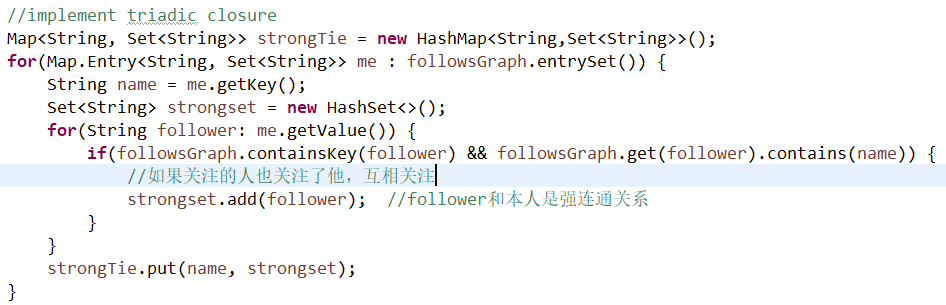 //implement triadic closure
Map<String, Set<String>> strongTie = new HashMap<String,Set<String>>();
for(Map.Entry<String, Set<String>> me : followsGraph.entrySet()) {
    String name = me.getKey();
    Set<String> strongset = new HashSet<>();
    for(String follower: me.getValue()) {
        if(followsGraph.containsKey(follower) && followsGraph.get(follower).contains(name)) {
            //如果关注的人也关注了他，互相关注
            strongset.add(follower);  //follower和本人是强连通关系
        }
    }
    strongTie.put(name, strongset);
}